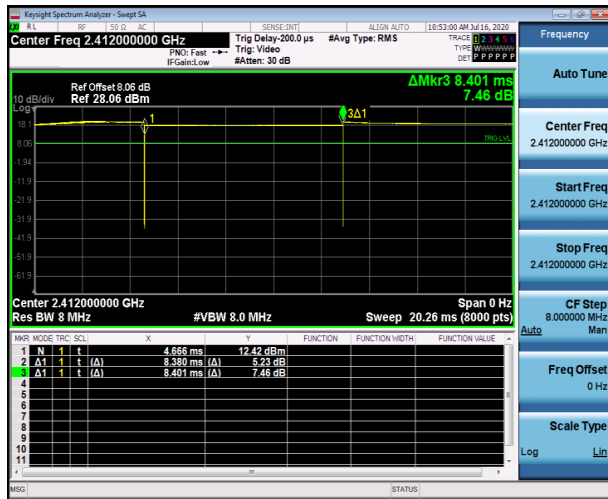 Keysight Spectrum Analyzer - Swept SA
RL RF 50 Ω AC SENSE:INT ALIGN AUTO 10:53:00 AM Jul 16, 2020
Center Freq 2.412000000 GHz
PNO: Fast
IFGain:Low
Trig Delay-200.0 µs
Trig: Video
#Atten: 30 dB
#Avg Type: RMS
TRACE 1 2 3 4 5 6
TYPE WWWWWW
DET P P P P P P
Frequency
Auto Tune
Center Freq
2.412000000 GHz
Start Freq
2.412000000 GHz
Stop Freq
2.412000000 GHz
CF Step
8.000000 MHz
Auto Man
Freq Offset
0 Hz
Scale Type
Log Lin
ΔMkr3 8.401 ms
7.46 dB
Ref Offset 8.06 dB
10 dB/div Ref 28.06 dBm
Log
1
3Δ1
18.1
8.06
TRIG LVL
-1.94
-11.9
-21.9
-31.9
-41.9
-51.9
-61.9
Center 2.412000000 GHz Span 0 Hz
Res BW 8 MHz #VBW 8.0 MHz Sweep 20.26 ms (8000 pts)
MKR MODE TRC SCL X Y FUNCTION FUNCTION WIDTH FUNCTION VALUE
1 N 1 t 4.666 ms 12.42 dBm
2 Δ1 1 t (Δ) 8.380 ms (Δ) 5.23 dB
3 Δ1 1 t (Δ) 8.401 ms (Δ) 7.46 dB
4
5
6
7
8
9
10
11
MSG STATUS